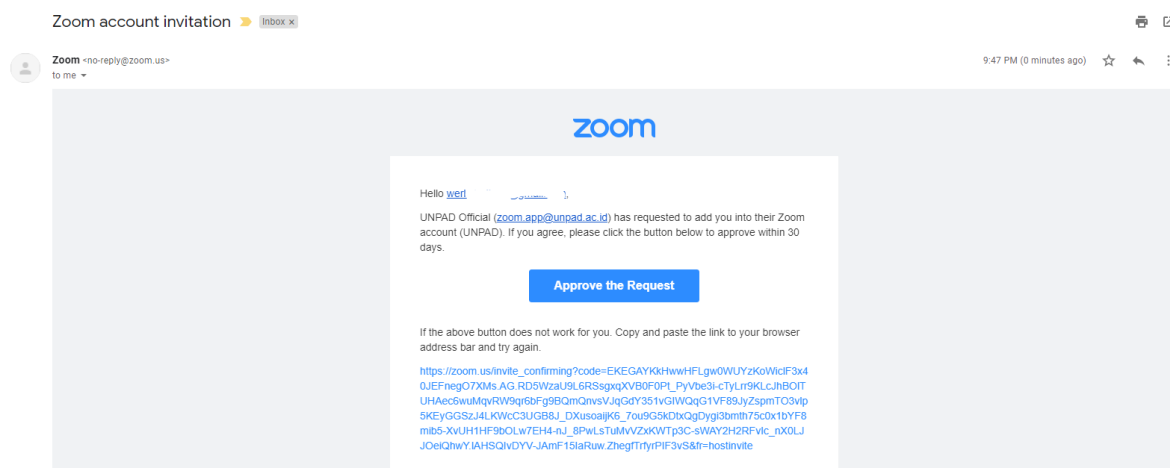 Zoom account invitation Inbox x
Zoom <no-reply@zoom.us> 9:47 PM (0 minutes ago)
to me
zoom
Hello werl
UNPAD Official (zoom.app@unpad.ac.id) has requested to add you into their Zoom
account (UNPAD). If you agree, please click the button below to approve within 30
days.
Approve the Request
If the above button does not work for you. Copy and paste the link to your browser
address bar and try again.
https://zoom.us/invite_confirming?code=EKEGAYKkHwwHFLgw0WUYzKoWiclF3x4
0JEFnegO7XMs.AG.RD5WzaU9L6RSsgxqXVB0F0Pt_PyVbe3i-cTyLrr9KLcJhBOlT
UHAec6wuMqvRW9qr6bFg9BQmQnvsVJqGdY351vGIWQqG1VF89JyZspmTO3vlp
5KEyGGSzJ4LKWcC3UGB8J_DXusoaijK6_7ou9G5kDtxQgDygi3bmth75c0x1bYF8
mib5-XvUH1HF9bOLw7EH4-nJ_8PwLsTuMvVZxKWTp3C-sWAY2H2RFvlc_nX0LJ
JOeiQhwY.IAHSQIvDYV-JAmF15IaRuw.ZhegfTrfyrPIF3vS&fr=hostinvite